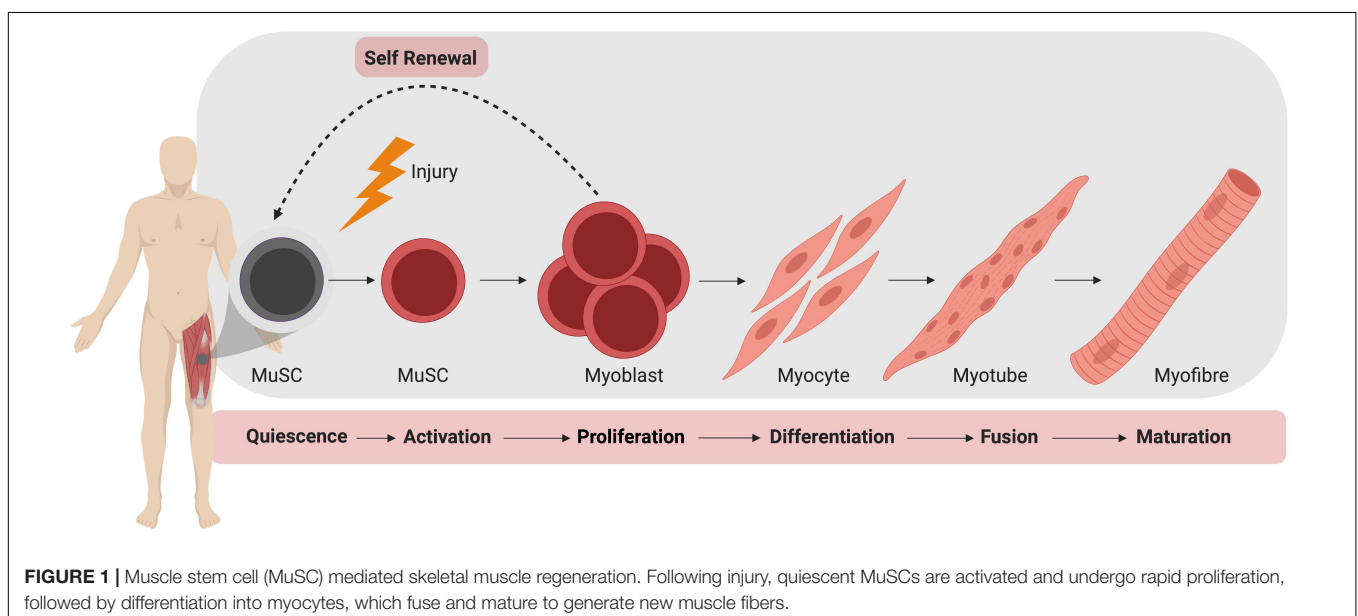 Self Renewal
Injury
MuSC MuSC Myoblast Myocyte Myotube Myofibre
Quiescence Activation Proliferation Differentiation Fusion Maturation
FIGURE 1 | Muscle stem cell (MuSC) mediated skeletal muscle regeneration. Following injury, quiescent MuSCs are activated and undergo rapid proliferation,
followed by differentiation into myocytes, which fuse and mature to generate new muscle fibers.